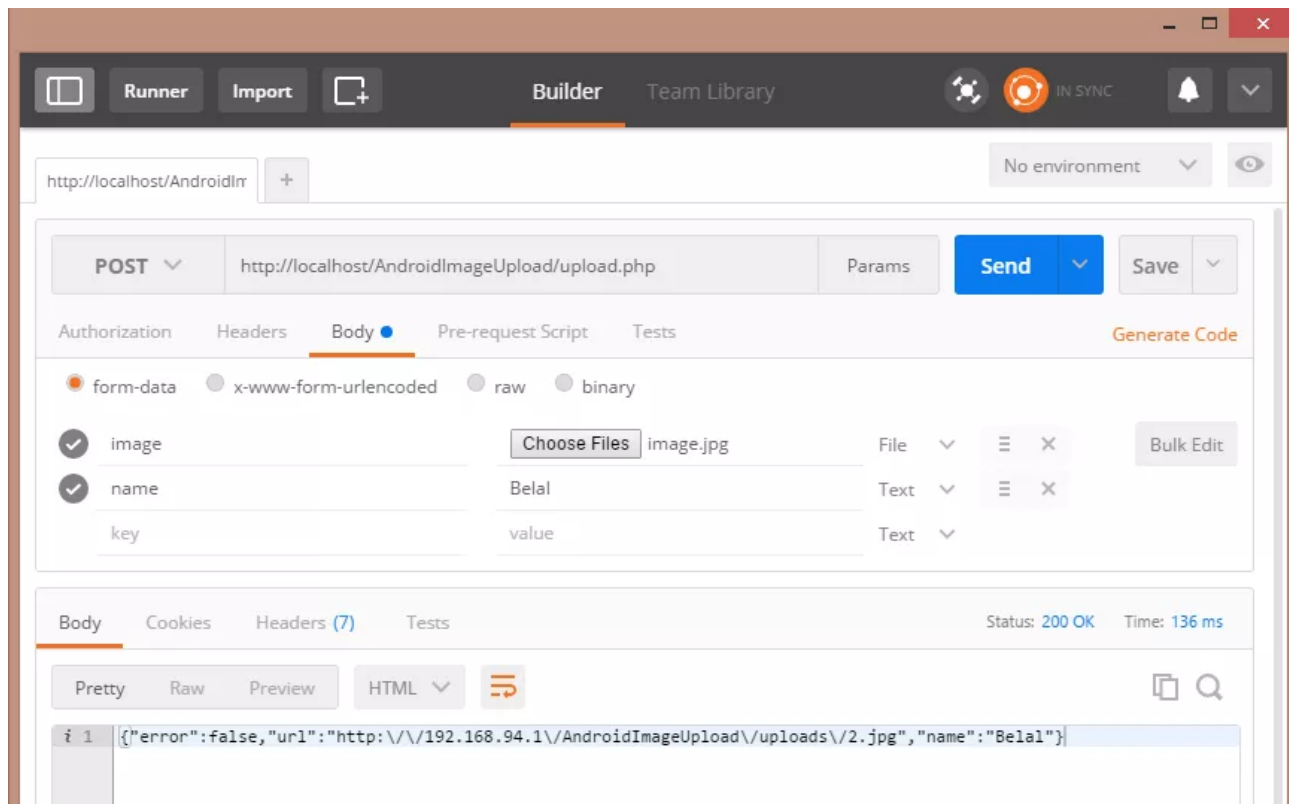 Runner Import Builder Team Library IN SYNC
http://localhost/AndroidIm + No environment
POST http://localhost/AndroidImageUpload/upload.php Params Send Save
Authorization Headers Body Pre-request Script Tests Generate Code
form-data x-www-form-urlencoded raw binary
image Choose Files image.jpg File Bulk Edit
name Belal Text
key value Text
Body Cookies Headers (7) Tests Status: 200 OK Time: 136 ms
Pretty Raw Preview HTML
i 1 {"error":false,"url":"http:\/\/192.168.94.1\/AndroidImageUpload\/uploads\/2.jpg","name":"Belal"}